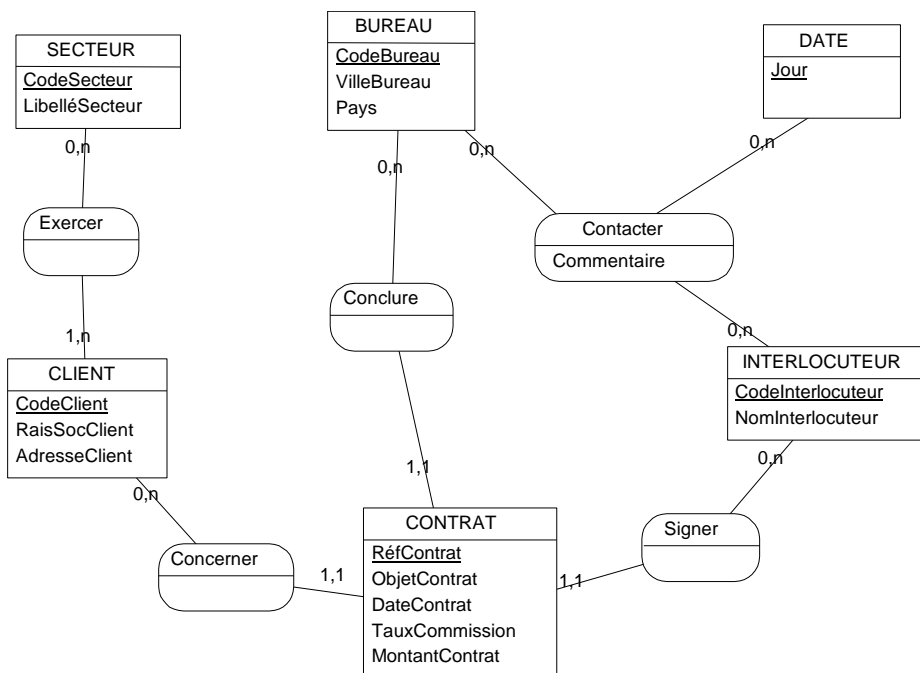 BUREAU
CodeBureau
VilleBureau
Pays
SECTEUR
CodeSecteur
LibelléSecteur
DATE
Jour
0,n
0,n
0,n
0,n
Exercer
Contacter
Commentaire
Conclure
1,n
0,n
CLIENT
CodeClient
RaisSocClient
AdresseClient
INTERLOCUTEUR
CodeInterlocuteur
NomInterlocuteur
1,1
0,n
0,n
CONTRAT
RéfContrat
ObjetContrat
DateContrat
TauxCommission
MontantContrat
Signer
Concerner
1,1
1,1